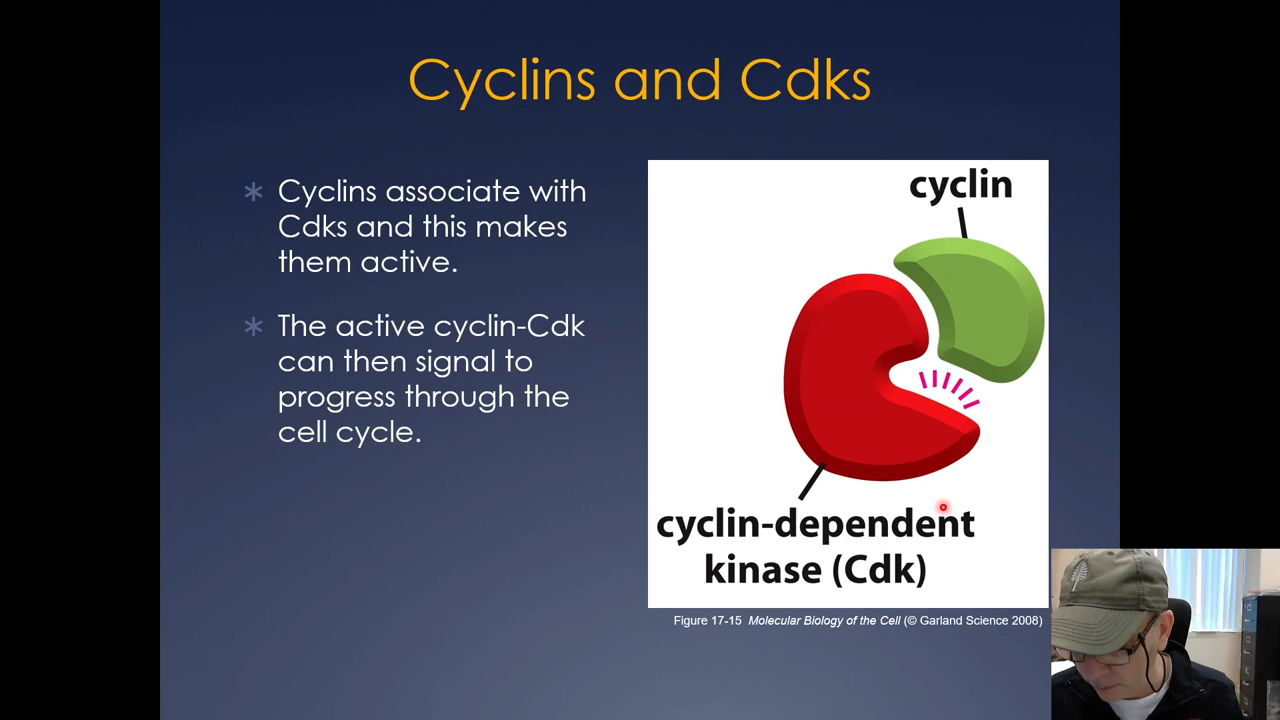 Cyclins and Cdks
Cyclins associate with
Cdks and this makes
them active.
The active cyclin-Cdk
can then signal to
progress through the
cell cycle.
cyclin
cyclin-dependent
kinase (Cdk)
Figure 17-15 Molecular Biology of the Cell (© Garland Science 2008)